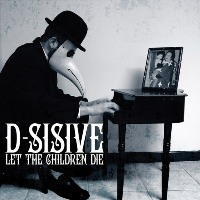 D-SISIVE
LET THE CHILDREN DIE